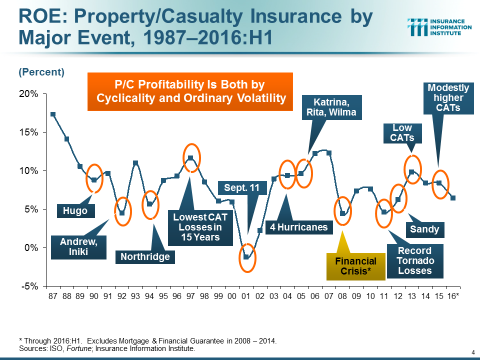 ROE: Property/Casualty Insurance by
Major Event, 1987–2016:H1
INSURANCE
INFORMATION
INSTITUTE
(Percent)
P/C Profitability Is Both by
Cyclicality and Ordinary Volatility
Modestly
higher
CATs
Katrina,
Rita, Wilma
Low
CATs
Sept. 11
Hugo
Lowest CAT
Losses in
15 Years
4 Hurricanes
Sandy
Andrew,
Iniki
Northridge
Financial
Crisis*
Record
Tornado
Losses
20%
15%
10%
5%
0%
-5%
87 88 89 90 91 92 93 94 95 96 97 98 99 00 01 02 03 04 05 06 07 08 09 10 11 12 13 14 15 16*
* Through 2016:H1. Excludes Mortgage & Financial Guarantee in 2008 – 2014.
Sources: ISO, Fortune; Insurance Information Institute.
4